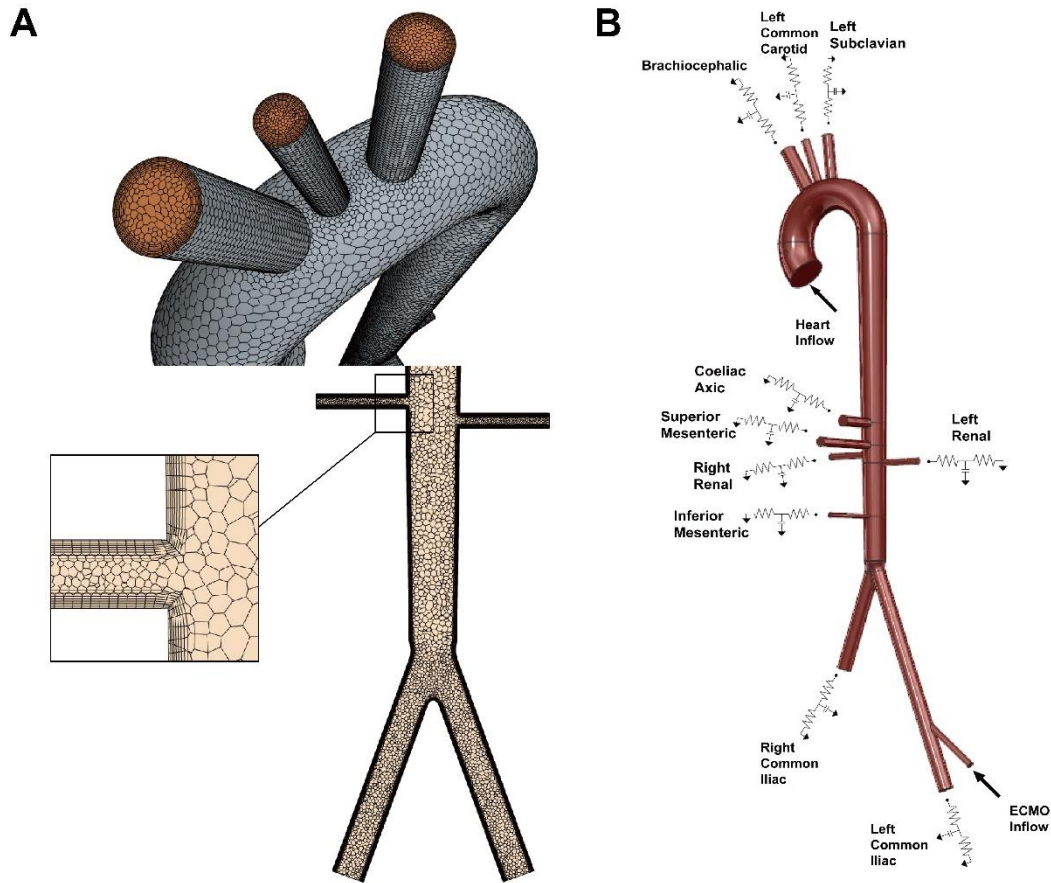 A
B
Left
Common
Carotid
Left
Subclavian
Brachiocephalic
Heart
Inflow
Coeliac
Axic
Superior
Mesenteric
Left
Renal
Right
Renal
Inferior
Mesenteric
Right
Common
Iliac
ECMO
Inflow
Left
Common
Iliac